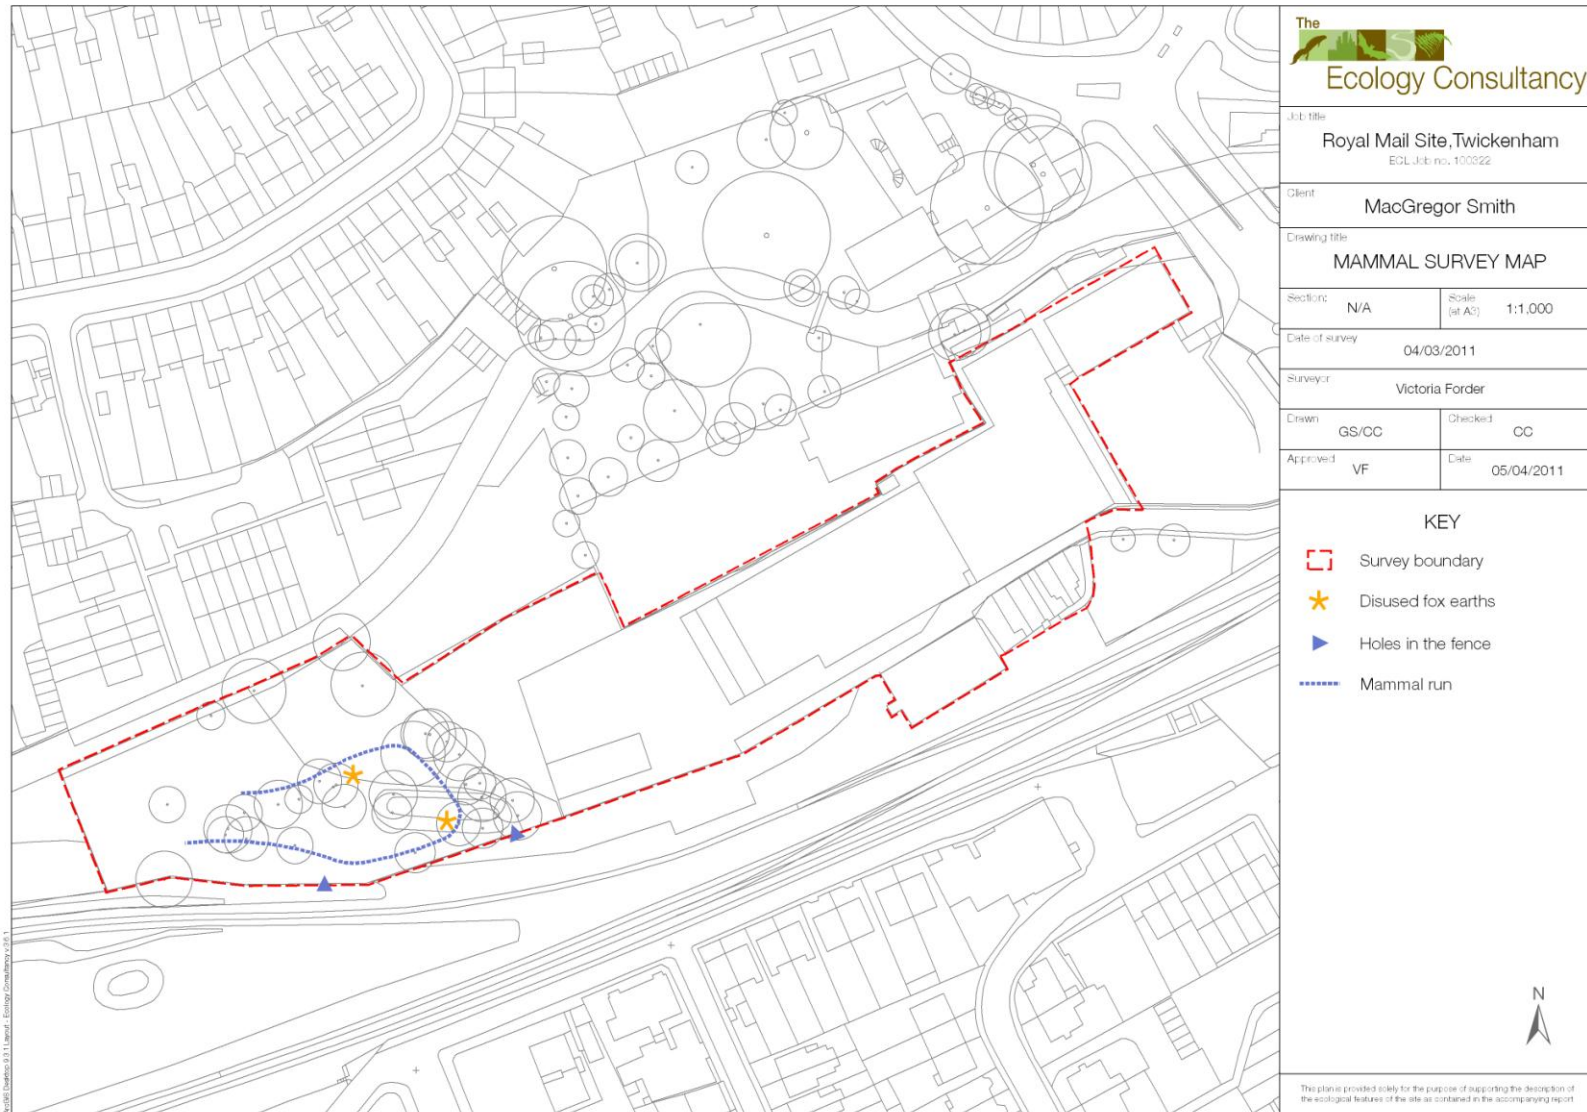 The
Ecology Consultancy
Job title
Royal Mail Site,Twickenham
ECL Job no. 100322
Client
MacGregor Smith
Drawing title
MAMMAL SURVEY MAP
Section:
N/A
Scale
(at A3)
1:1,000
Date of survey
04/03/2011
Surveyor
Victoria Forder
Drawn
GS/CC
Checked
CC
Approved
VF
Date
05/04/2011
KEY
Survey boundary
Disused fox earths
Holes in the fence
Mammal run
N
This plan is provided solely for the purpose of supporting the description of
the ecological features of the site as contained in the accompanying report